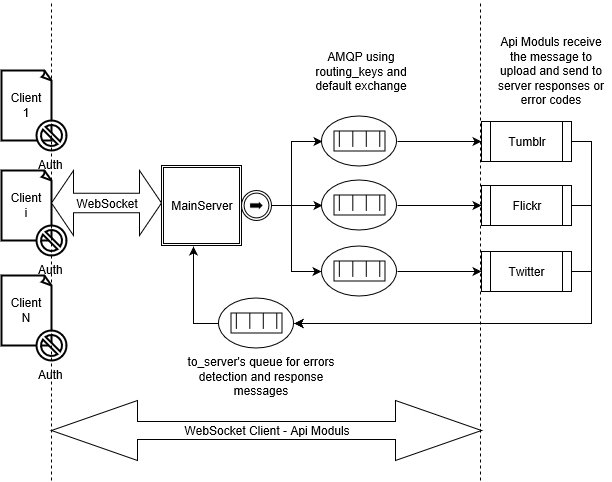 AMQP using
routing_keys and
default exchange
Api Moduls receive
the message to
upload and send to
server responses or
error codes
Client
1
Auth
Client
i
Auth
Client
N
Auth
WebSocket
MainServer
Tumblr
Flickr
Twitter
to_server's queue for errors
detection and response
messages
WebSocket Client - Api Moduls